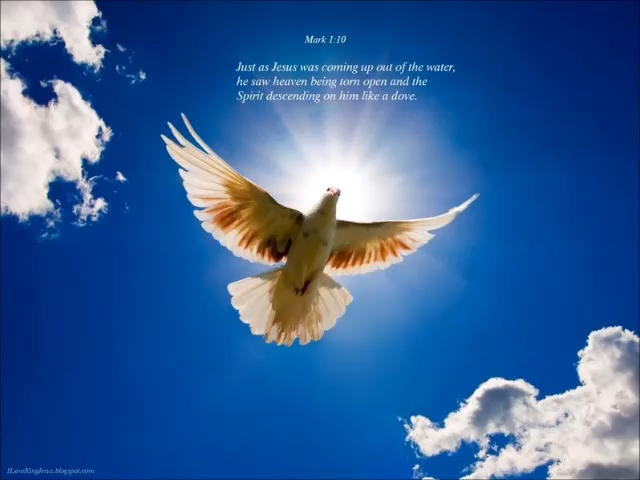 Mark 1:10
Just as Jesus was coming up out of the water,
he saw heaven being torn open and the
Spirit descending on him like a dove.
ILoveKingJesus.blogspot.com